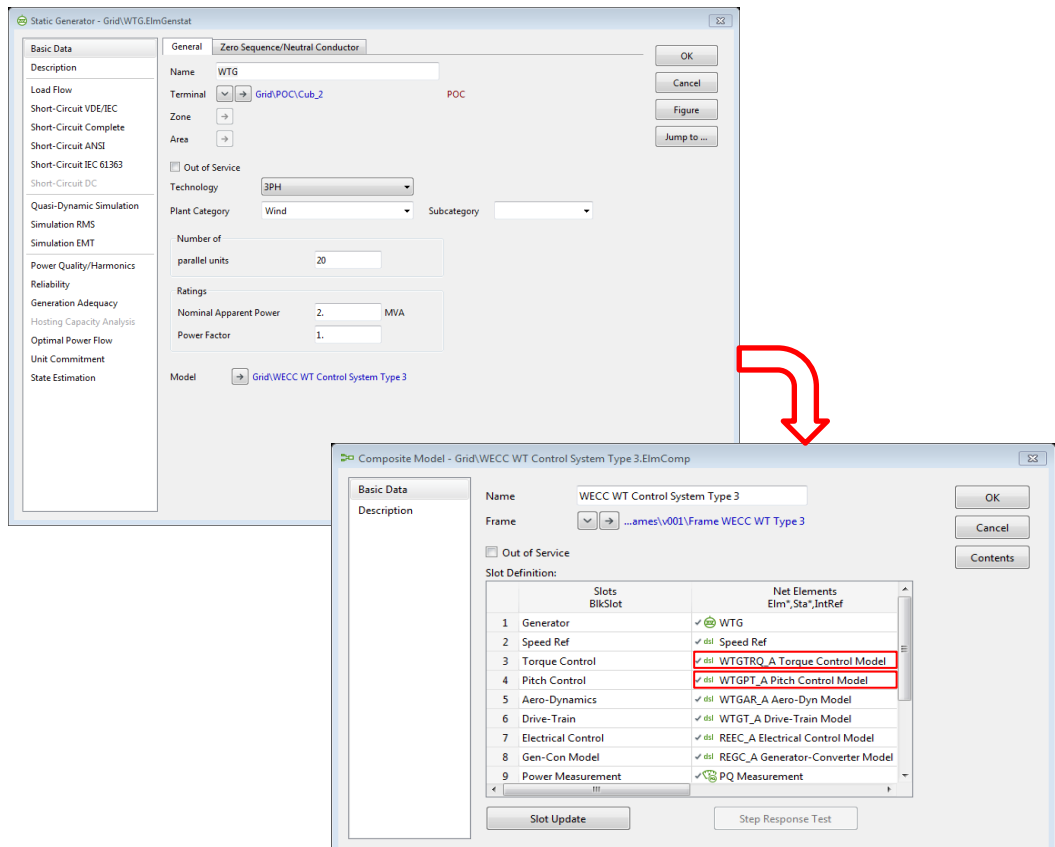 Static Generator - Grid\WTG.ElmGenstat
Basic Data
Description
Load Flow
Short-Circuit VDE/IEC
Short-Circuit Complete
Short-Circuit ANSI
Short-Circuit IEC 61363
Short-Circuit DC
Quasi-Dynamic Simulation
Simulation RMS
Simulation EMT
Power Quality/Harmonics
Reliability
Generation Adequacy
Hosting Capacity Analysis
Optimal Power Flow
Unit Commitment
State Estimation
General Zero Sequence/Neutral Conductor
Name WTG
Terminal Grid\POC\Cub_2 POC
Zone
Area
Out of Service
Technology 3PH
Plant Category Wind Subcategory
Number of
parallel units 20
Ratings
Nominal Apparent Power 2. MVA
Power Factor 1.
Model Grid\WECC WT Control System Type 3
OK
Cancel
Figure
Jump to ...
Composite Model - Grid\WECC WT Control System Type 3.ElmComp
Basic Data
Description
Name WECC WT Control System Type 3
Frame ...ames\v001\Frame WECC WT Type 3
Out of Service
Slot Definition:
Slots Net Elements
BlkSlot Elm*,Sta*,IntRef
1 Generator WTG
2 Speed Ref dsl Speed Ref
3 Torque Control dsl WTGTRQ_A Torque Control Model
4 Pitch Control dsl WTGPT_A Pitch Control Model
5 Aero-Dynamics dsl WTGAR_A Aero-Dyn Model
6 Drive-Train dsl WTGT_A Drive-Train Model
7 Electrical Control dsl REEC_A Electrical Control Model
8 Gen-Con Model dsl REGC_A Generator-Converter Model
9 Power Measurement PQ Measurement
Slot Update Step Response Test
OK
Cancel
Contents